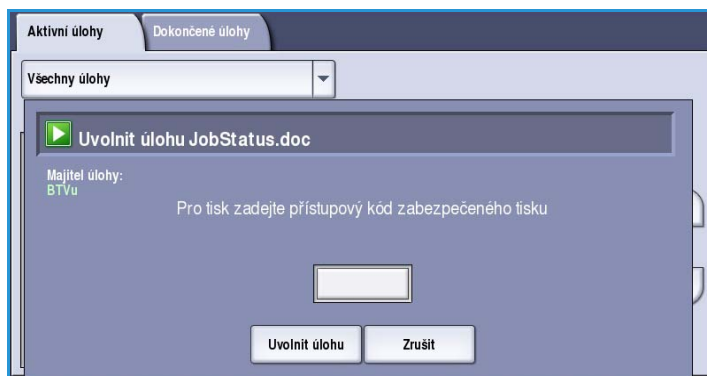 Aktivní úlohy
Dokončené úlohy
Všechny úlohy
Uvolnit úlohu JobStatus.doc
Majitel úlohy:
BTVu
Pro tisk zadejte přístupový kód zabezpečeného tisku
Uvolnit úlohu
Zrušit